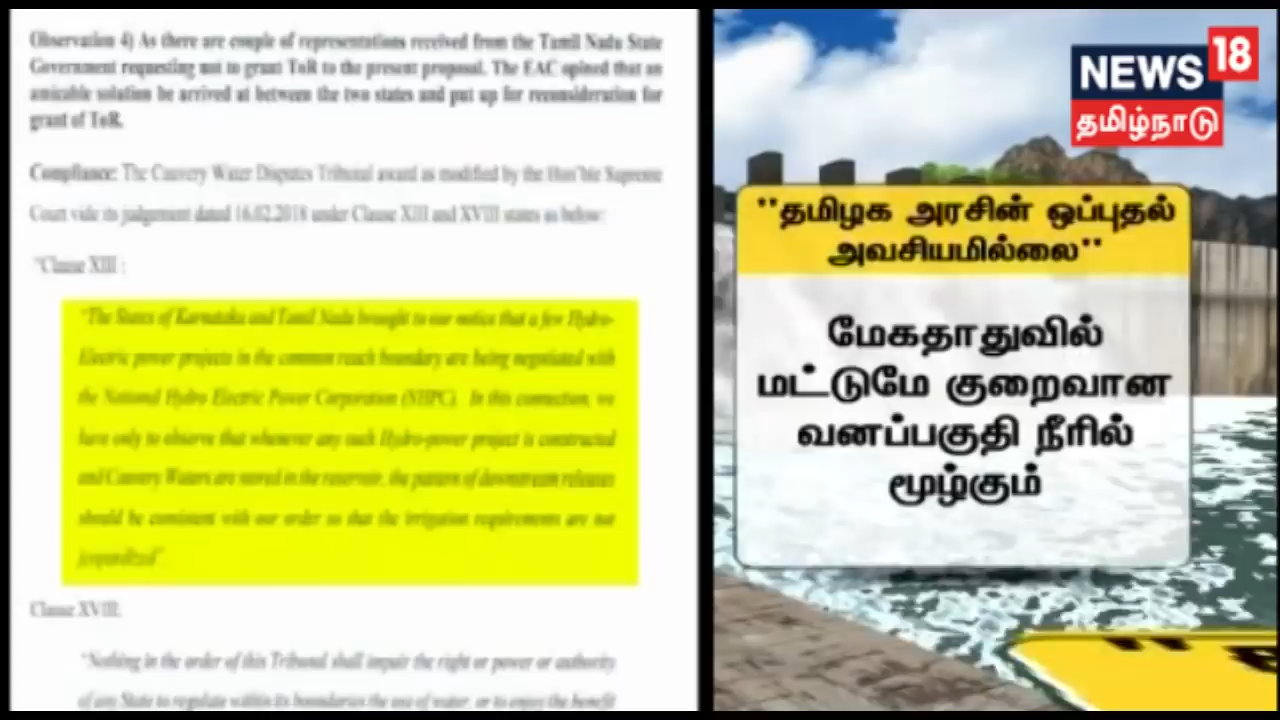 Observation 4) As there are couple of representations received from the Tamil Nadu State
Government requesting not to grant ToR to the present proposal. The EAC opined that an
amicable solution be arrived at between the two states and put up for reconsideration for
grant of ToR.
Compliance: The Cauvery Water Disputes Tribunal award as modified by the Hon'ble Supreme
Court vide its judgement dated 16.02.2018 under Clause XIII and XVIII states as below:
"Clause XIII :
"The States of Karnataka and Tamil Nadu brought to our notice that a few Hydro-
Electric power projects in the common reach boundary are being negotiated with
the National Hydro Electric Power Corporation (NHPC). In this connection, we
have only to observe that whenever any such Hydro-power project is constructed
and Cauvery Waters are stored in the reservoir, the pattern of downstream releases
should be consistent with our order so that the irrigation requirements are not
jeopardized"
Clause XVIII:
"Nothing in the order of this Tribunal shall impair the right or power or authority
of any State to regulate within its boundaries the use of water, or to enjoy the benefit
NEWS 18
தமிழ்நாடு
"தமிழக அரசின் ஒப்புதல்
அவசியமில்லை"
மேகதாதுவில்
மட்டுமே குறைவான
வனப்பகுதி நீரில்
மூழ்கும்